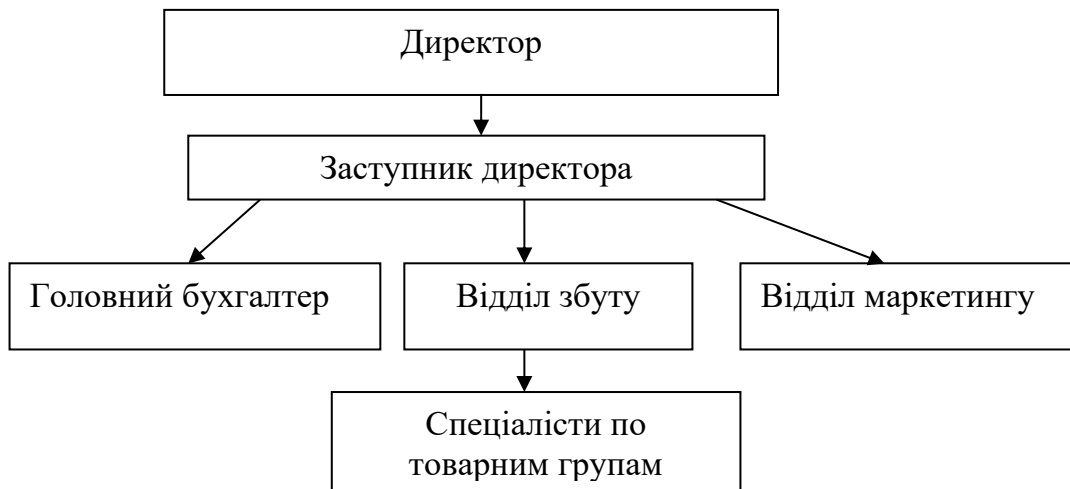 Директор
Заступник директора
Головний бухгалтер
Відділ збуту
Відділ маркетингу
Спеціалісти по
товарним групам